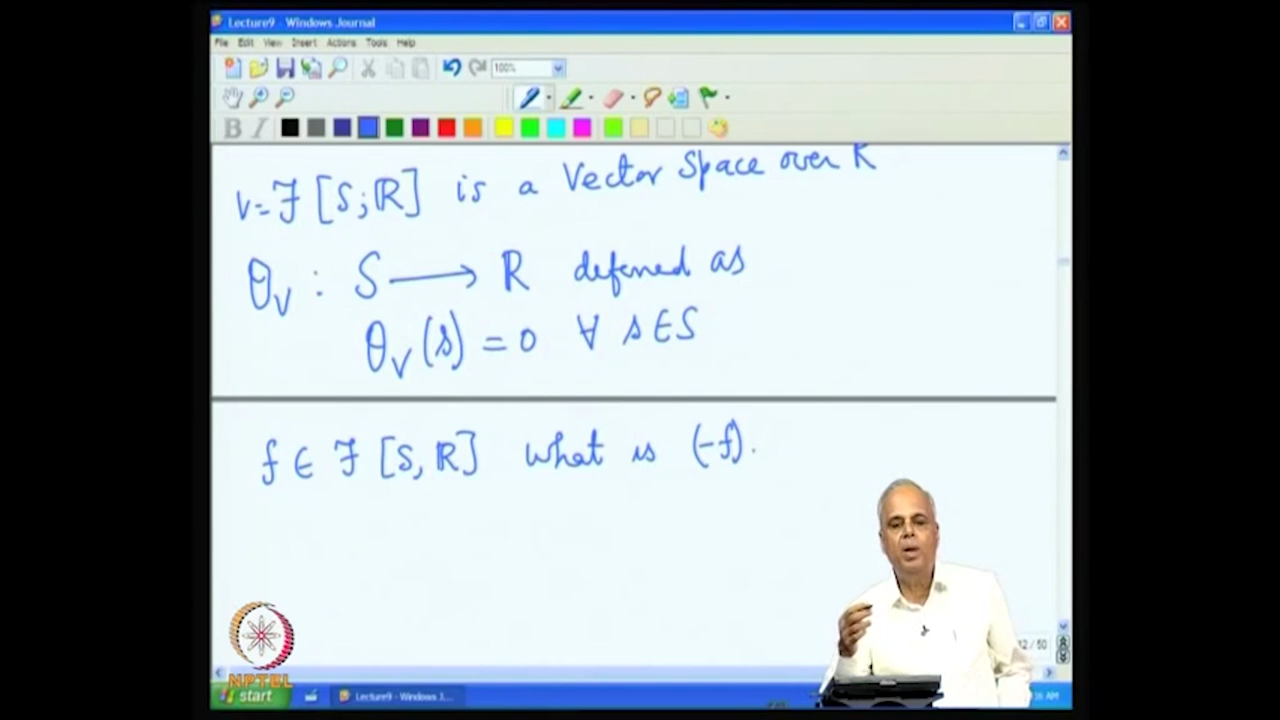 Lecture9 - Windows Journal
File Edit View Insert Actions Tools Help
100%
B I
V = F [S; R] is a Vector Space over R
θ_V : S ⟶ R defined as
θ_V (s) = 0 ∀ s ∈ S
f ∈ F [S, R] what is (-f).
NPTEL
start Lecture9 - Windows J...